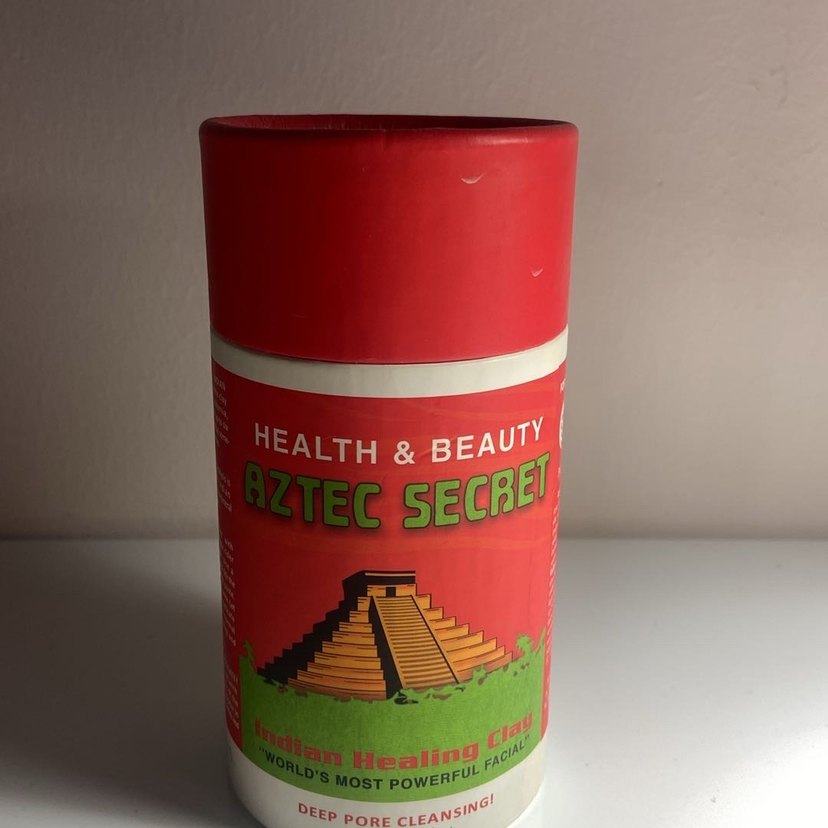 HEALTH & BEAUTY
AZTEC SECRET
Indian Healing Clay
"WORLD'S MOST POWERFUL FACIAL"
DEEP PORE CLEANSING!